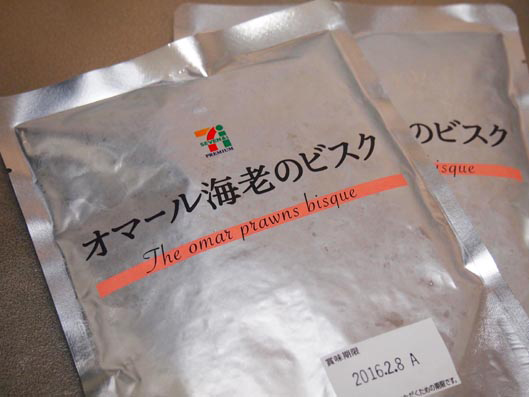 7i
SEVEN&i
PREMIUM
オマール海老のビスク
The omar prawns bisque
賞味期限
2016.2.8 A
のビスク
bisque